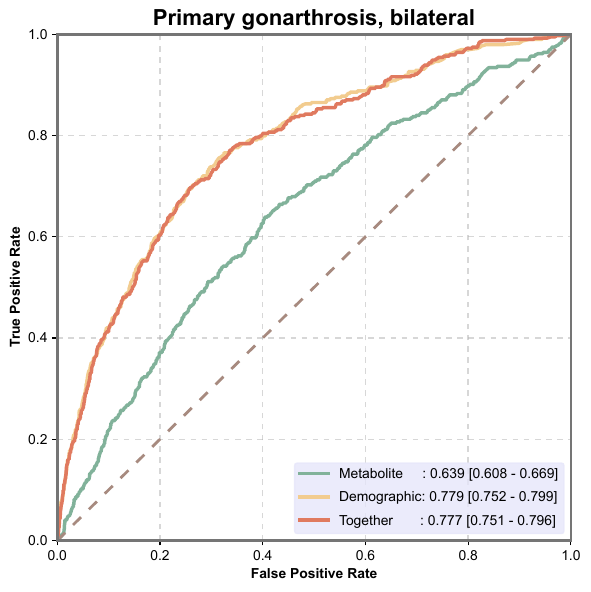 Primary gonarthrosis, bilateral
1.0
0.8
0.6
0.4
0.2
0.0
True Positive Rate
Metabolite : 0.639 [0.608 - 0.669]
Demographic: 0.779 [0.752 - 0.799]
Together : 0.777 [0.751 - 0.796]
0.0 0.2 0.4 0.6 0.8 1.0
False Positive Rate